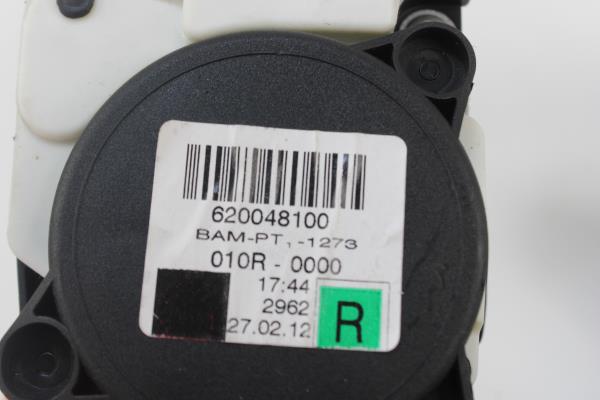 620048100
BAM-PT, -1273
010R - 0000
17:44
2962
27.02.12
R